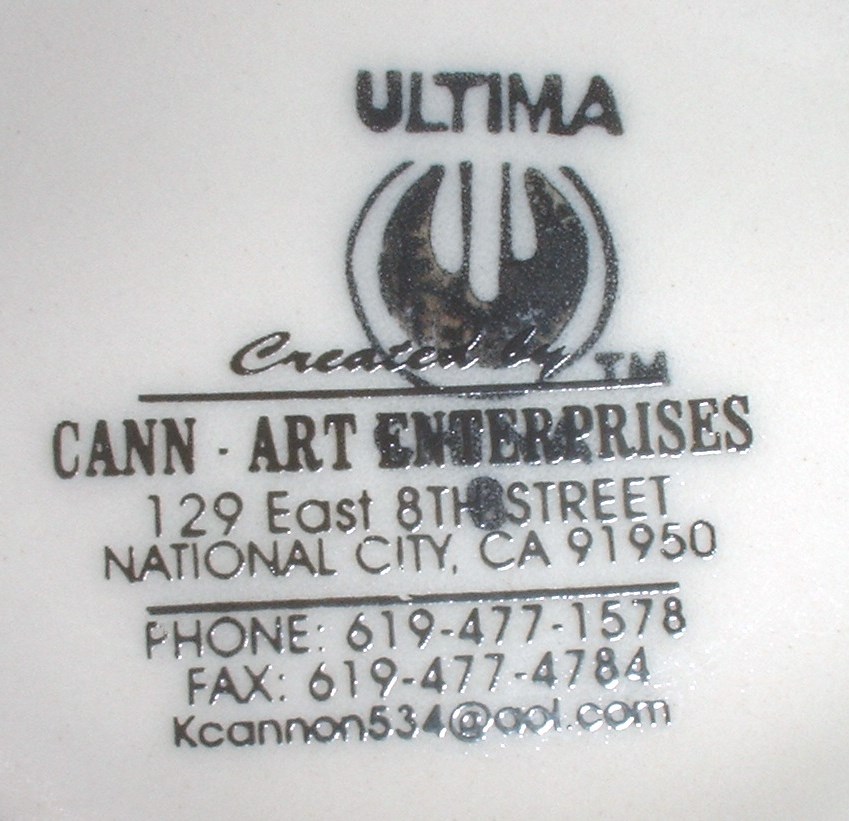 ULTIMA
Created by
TM
CANN - ART ENTERPRISES
129 East 8TH STREET
NATIONAL CITY, CA 91950
PHONE: 619-477-1578
FAX: 619-477-4784
Kcannon534@aol.com